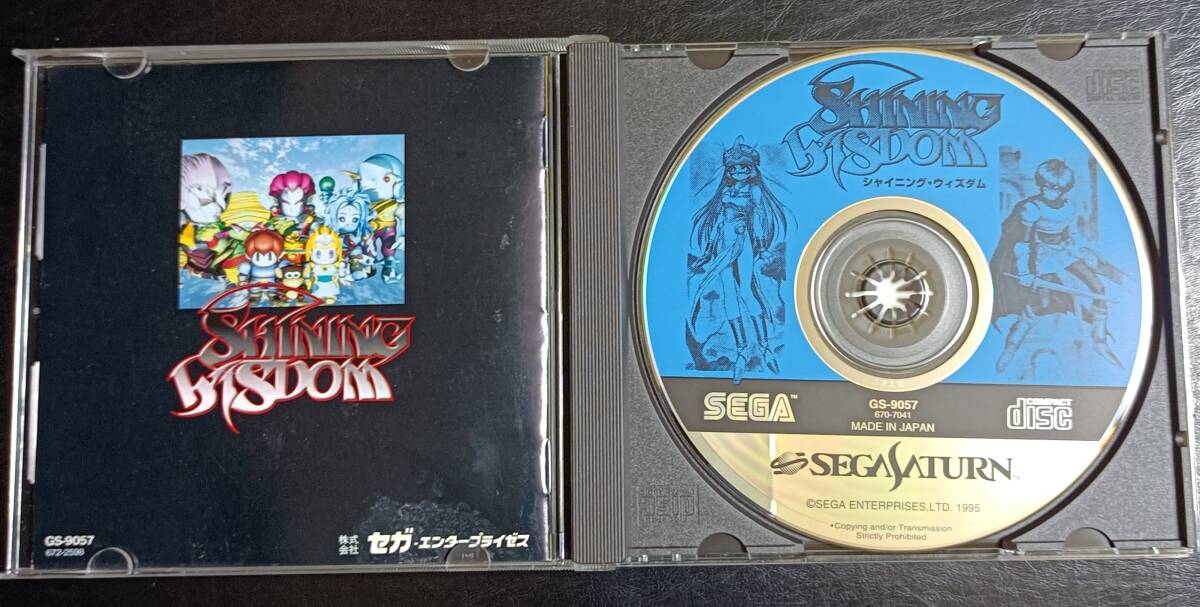 SHINING
WISDOM
GS-9057
672-2598
株式
会社
セガ・エンタープライゼス
SHINING
WISDOM
シャイニング・ウィズダム
SEGA™
GS-9057
670-7041
MADE IN JAPAN
COMPACT
disc
SEGA SATURN™
©SEGA ENTERPRISES,LTD. 1995
•Copying and/or Transmission
Strictly Prohibited.
disc